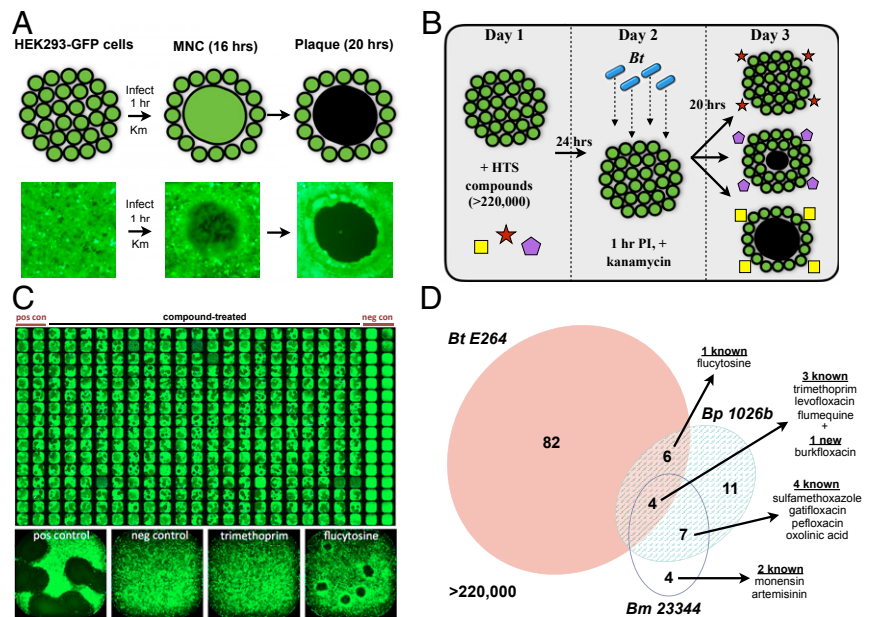 A
HEK293-GFP cells
MNC (16 hrs)
Plaque (20 hrs)
Infect
1 hr
Km
Infect
1 hr
Km
B
Day 1
Day 2
Day 3
Bt
20 hrs
24 hrs
+ HTS
compounds
(>220,000)
1 hr PI, +
kanamycin
C
pos con
compound-treated
neg con
pos control
neg control
trimethoprim
flucytosine
D
Bt E264
Bp 1026b
Bm 23344
>220,000
82
6
4
11
7
4
1 known
flucytosine
3 known
trimethoprim
levofloxacin
flumequine
+
1 new
burkfloxacin
4 known
sulfamethoxazole
gatifloxacin
pefloxacin
oxolinic acid
2 known
monensin
artemisinin